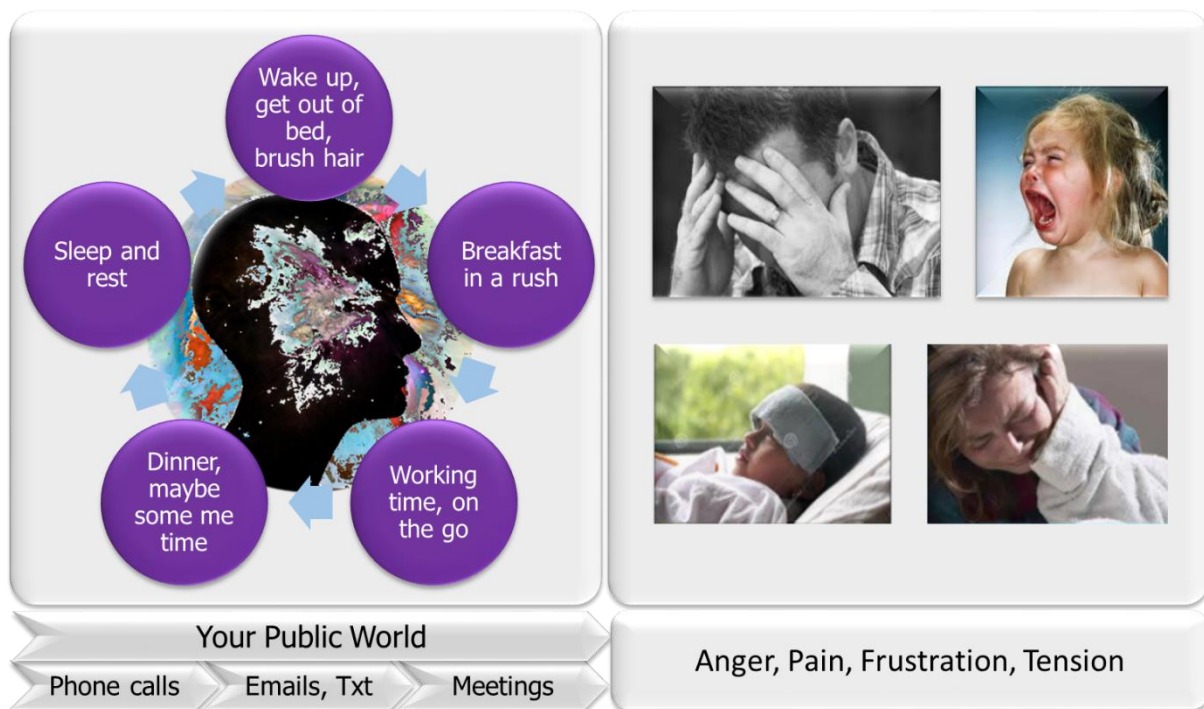 Wake up,
get out of
bed,
brush hair
Breakfast
in a rush
Working
time, on
the go
Dinner,
maybe
some me
time
Sleep and
rest
Your Public World
Phone calls
Emails, Txt
Meetings
Anger, Pain, Frustration, Tension